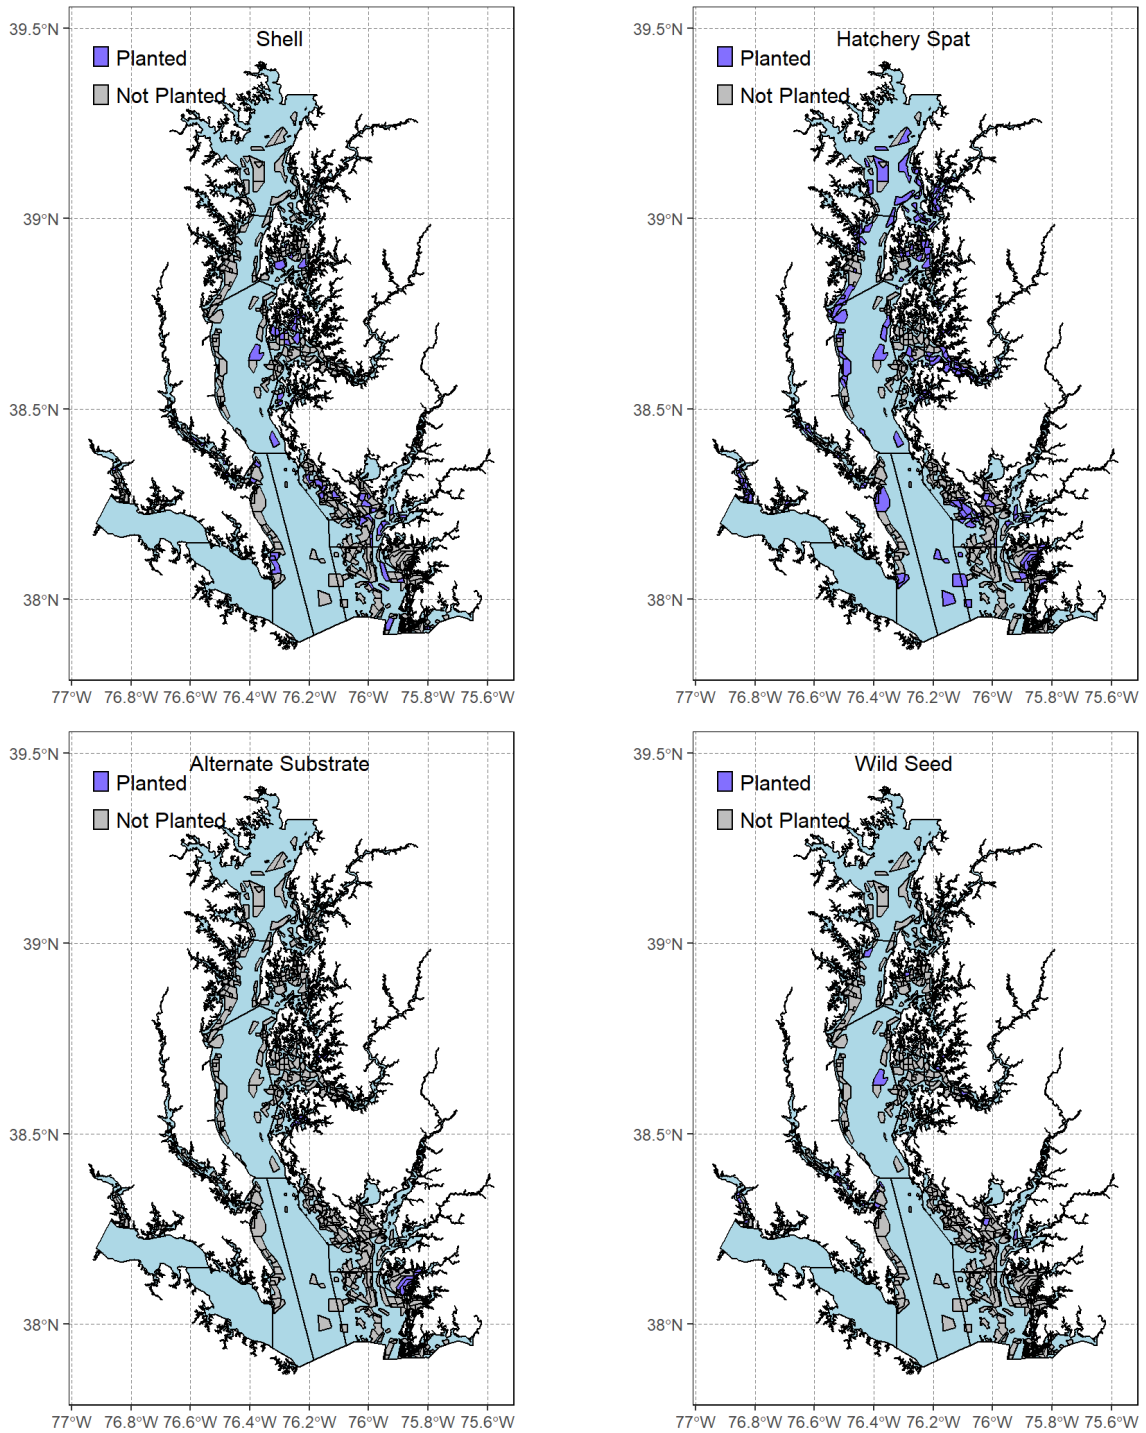 Shell
Planted
Not Planted
39.5°N
39°N
38.5°N
38°N
77°W 76.8°W 76.6°W 76.4°W 76.2°W 76°W 75.8°W 75.6°W
Hatchery Spat
Planted
Not Planted
39.5°N
39°N
38.5°N
38°N
77°W 76.8°W 76.6°W 76.4°W 76.2°W 76°W 75.8°W 75.6°W
Alternate Substrate
Planted
Not Planted
39.5°N
39°N
38.5°N
38°N
77°W 76.8°W 76.6°W 76.4°W 76.2°W 76°W 75.8°W 75.6°W
Wild Seed
Planted
Not Planted
39.5°N
39°N
38.5°N
38°N
77°W 76.8°W 76.6°W 76.4°W 76.2°W 76°W 75.8°W 75.6°W